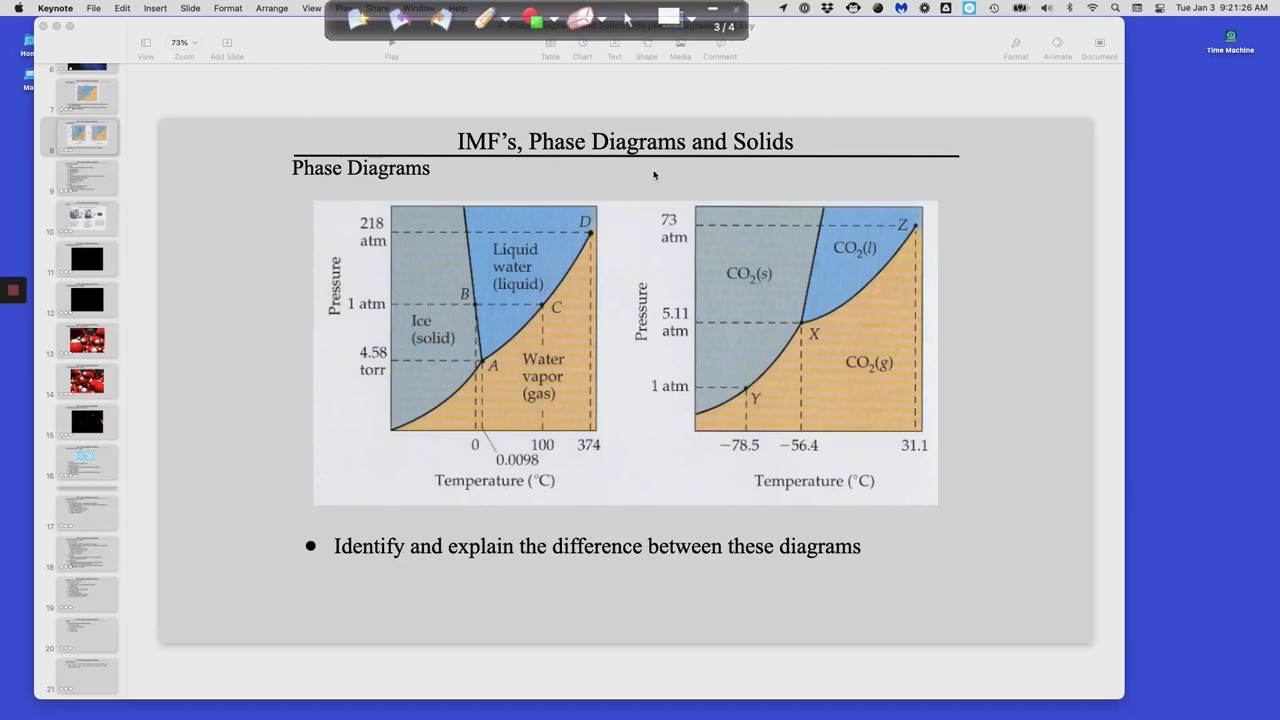 Keynote File Edit Insert Slide Format Arrange View Play Share Window Help
Tue Jan 3 9:21:26 AM
3 / 4
73%
View Zoom Add Slide Play Table Chart Text Shape Media Comment Format Animate Document
Time Machine
6
7
8
9
10
11
12
13
14
15
16
17
18
19
20
21
IMF's, Phase Diagrams and Solids
Phase Diagrams
218 atm
1 atm
4.58 torr
Pressure
Ice (solid)
Liquid water (liquid)
Water vapor (gas)
A
B
C
D
0 100 374
0.0098
Temperature (°C)
73 atm
5.11 atm
1 atm
Pressure
CO₂(s)
CO₂(l)
CO₂(g)
X
Y
Z
−78.5 −56.4 31.1
Temperature (°C)
● Identify and explain the difference between these diagrams